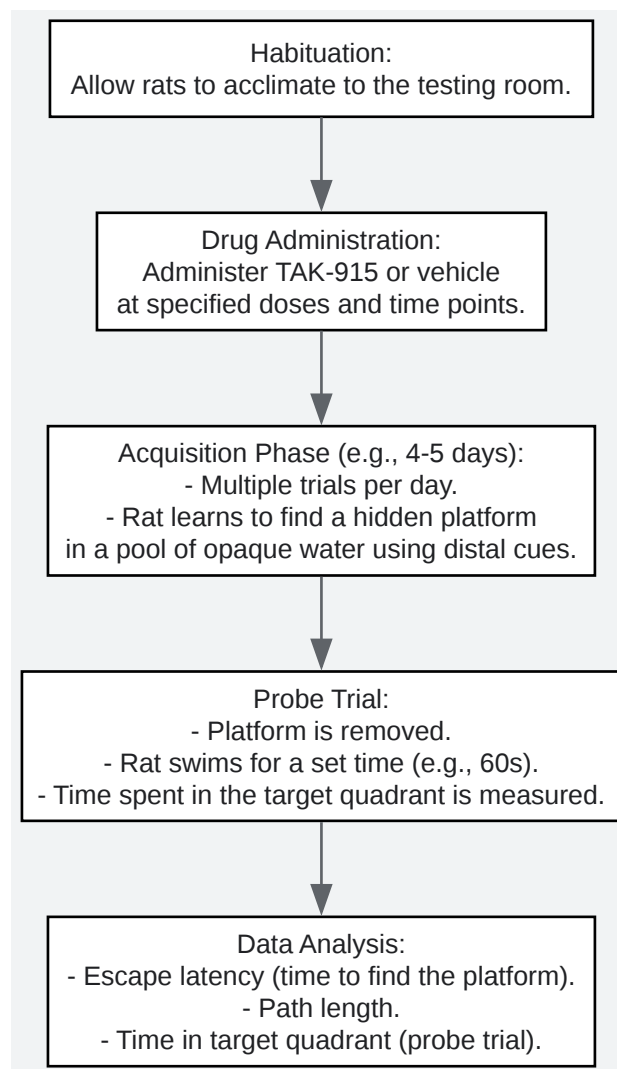 Habituation:
Allow rats to acclimate to the testing room.
Drug Administration:
Administer TAK-915 or vehicle
at specified doses and time points.
Acquisition Phase (e.g., 4-5 days):
- Multiple trials per day.
- Rat learns to find a hidden platform
in a pool of opaque water using distal cues.
Probe Trial:
- Platform is removed.
- Rat swims for a set time (e.g., 60s).
- Time spent in the target quadrant is measured.
Data Analysis:
- Escape latency (time to find the platform).
- Path length.
- Time in target quadrant (probe trial).